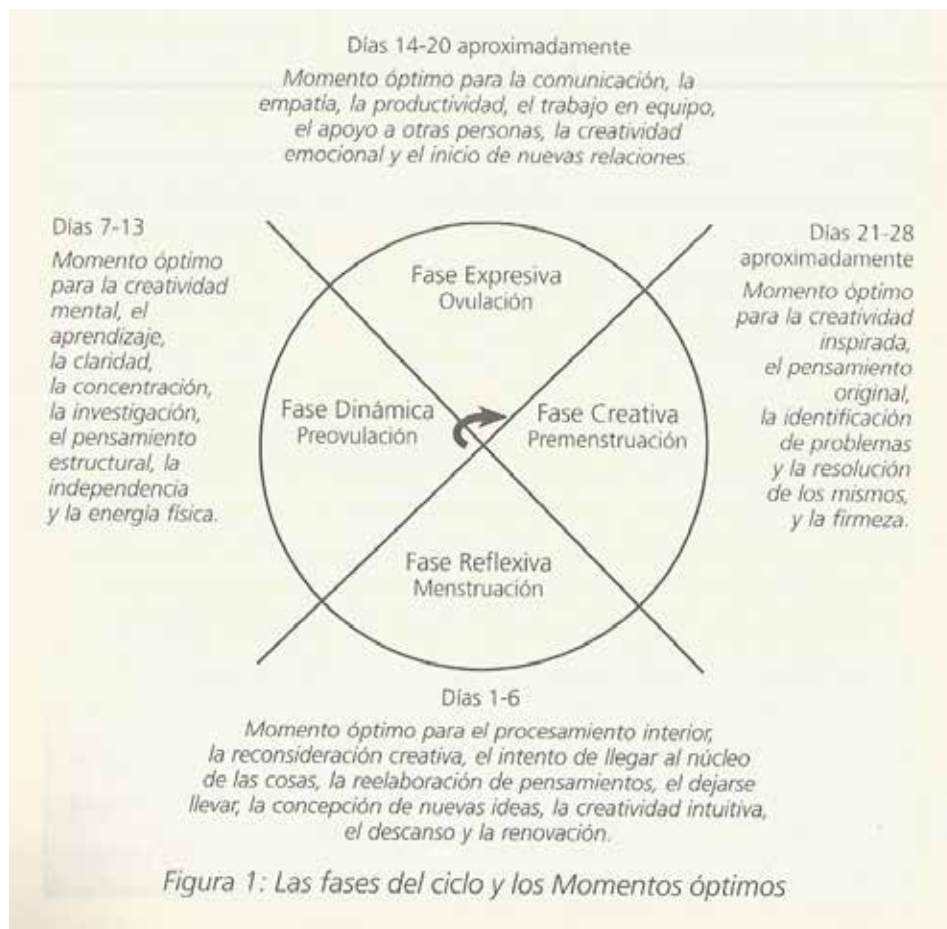 Días 14-20 aproximadamente
Momento óptimo para la comunicación, la
empatía, la productividad, el trabajo en equipo,
el apoyo a otras personas, la creatividad
emocional y el inicio de nuevas relaciones.
Días 7-13
Momento óptimo
para la creatividad
mental, el
aprendizaje,
la claridad,
la concentración,
la investigación,
el pensamiento
estructural, la
independencia
y la energía física.
Fase Expresiva
Ovulación
Fase Dinámica
Preovulación
Fase Creativa
Premenstruación
Fase Reflexiva
Menstruación
Días 21-28
aproximadamente
Momento óptimo
para la creatividad
inspirada,
el pensamiento
original,
la identificación
de problemas
y la resolución
de los mismos,
y la firmeza.
Días 1-6
Momento óptimo para el procesamiento interior,
la reconsideración creativa, el intento de llegar al núcleo
de las cosas, la reelaboración de pensamientos, el dejarse
llevar, la concepción de nuevas ideas, la creatividad intuitiva,
el descanso y la renovación.
Figura 1: Las fases del ciclo y los Momentos óptimos